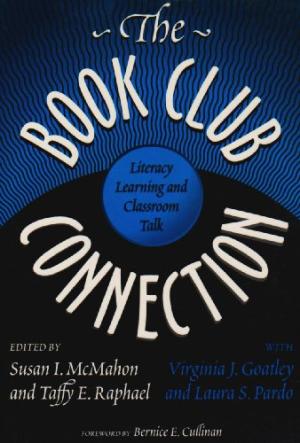 The
BOOK CLUB
Literacy
Learning and
Classroom
Talk
CONNECTION
EDITED BY
Susan I. McMahon
and Taffy E. Raphael
WITH
Virginia J. Goatley
and Laura S. Pardo
FOREWORD BY Bernice E. Cullinan